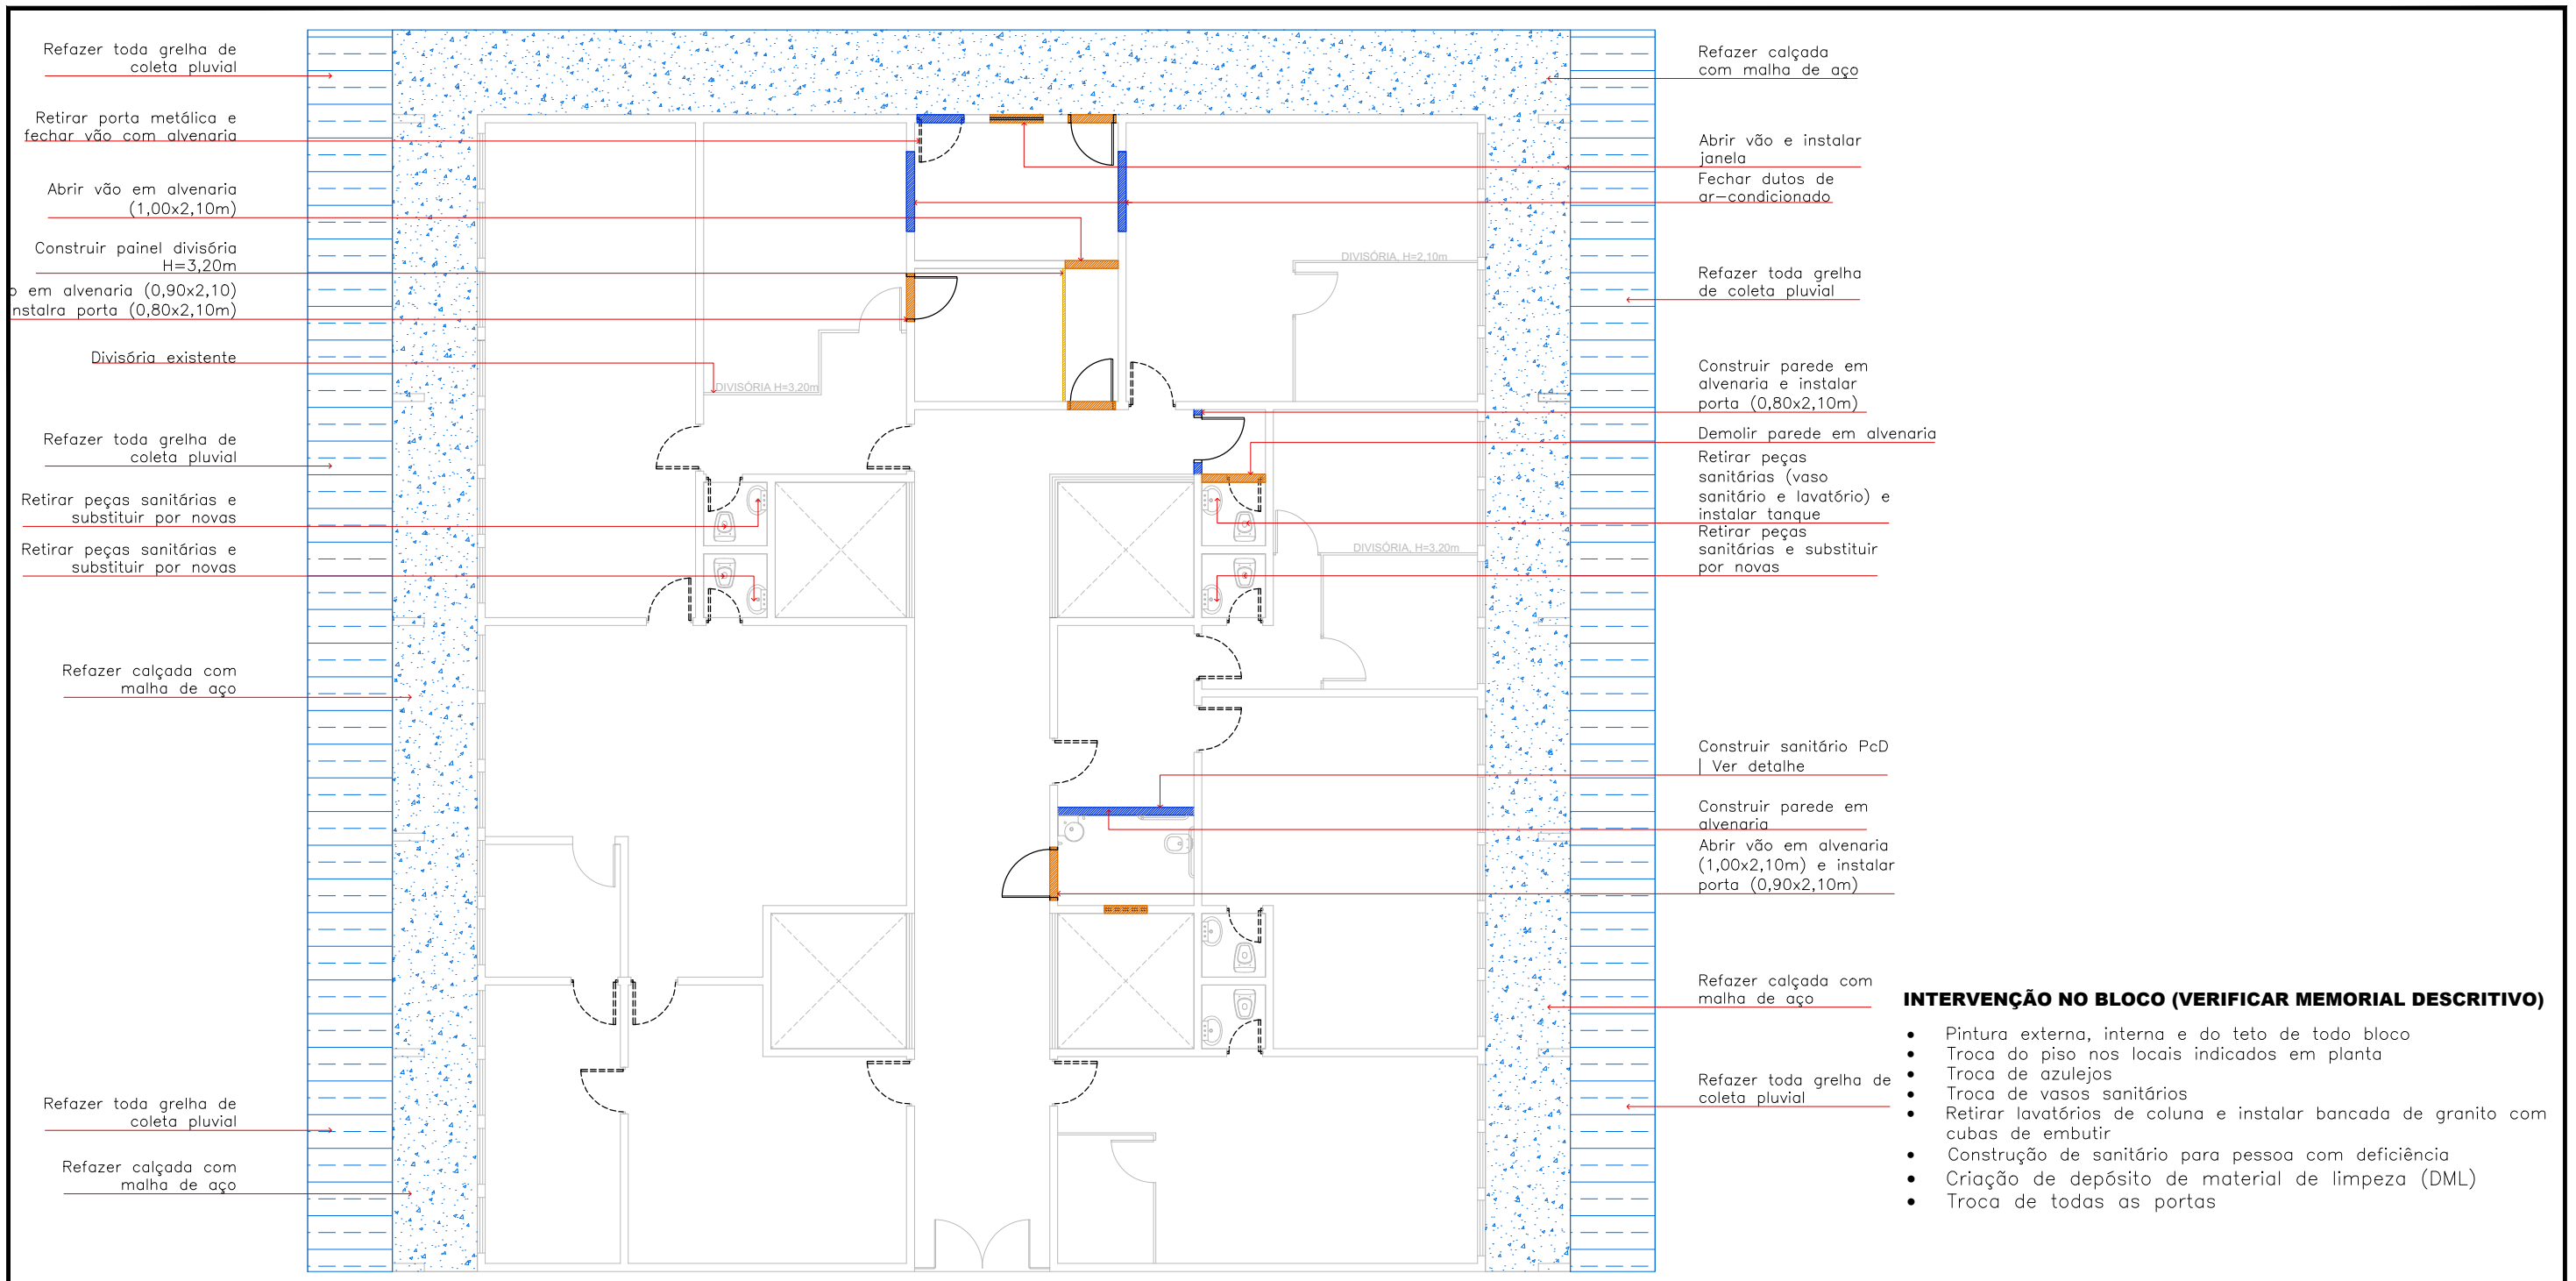 Refazer toda grelha de
coleta pluvial
Retirar porta metálica e
fechar vão com alvenaria
Abrir vão em alvenaria
(1,00x2,10m)
Construir painel divisória
H=3,20m
em alvenaria (0,90x2,10)
porta (0,80x2,10m)
Divisória existente
Refazer toda grelha de
coleta pluvial
Retirar peças sanitárias e
substituir por novas
Retirar peças sanitárias e
substituir por novas
Refazer calçada com
malha de aço
Refazer toda grelha de
coleta pluvial
Refazer calçada com
malha de aço
DIVISÓRIA, H=2,10m
DIVISÓRIA H=3,20m
DIVISÓRIA, H=3,20m
Refazer calçada
com malha de aço
Abrir vão e instalar
janela
Fechar dutos de
ar-condicionado
Refazer toda grelha
de coleta pluvial
Construir parede em
alvenaria e instalar
porta (0,80x2,10m)
Demolir parede em alvenaria
Retirar peças
sanitárias (vaso
sanitário e lavatório) e
instalar tanque
Retirar peças
sanitárias e substituir
por novas
Construir sanitário PcD
| Ver detalhe
Construir parede em
alvenaria
Abrir vão em alvenaria
(1,00x2,10m) e instalar
porta (0,90x2,10m)
Refazer calçada com
malha de aço
Refazer toda grelha de
coleta pluvial
INTERVENÇÃO NO BLOCO (VERIFICAR MEMORIAL DESCRITIVO)
• Pintura externa, interna e do teto de todo bloco
• Troca do piso nos locais indicados em planta
• Troca de azulejos
• Troca de vasos sanitários
• Retirar lavatórios de coluna e instalar bancada de granito com
cubas de embutir
• Construção de sanitário para pessoa com deficiência
• Criação de depósito de material de limpeza (DML)
• Troca de todas as portas